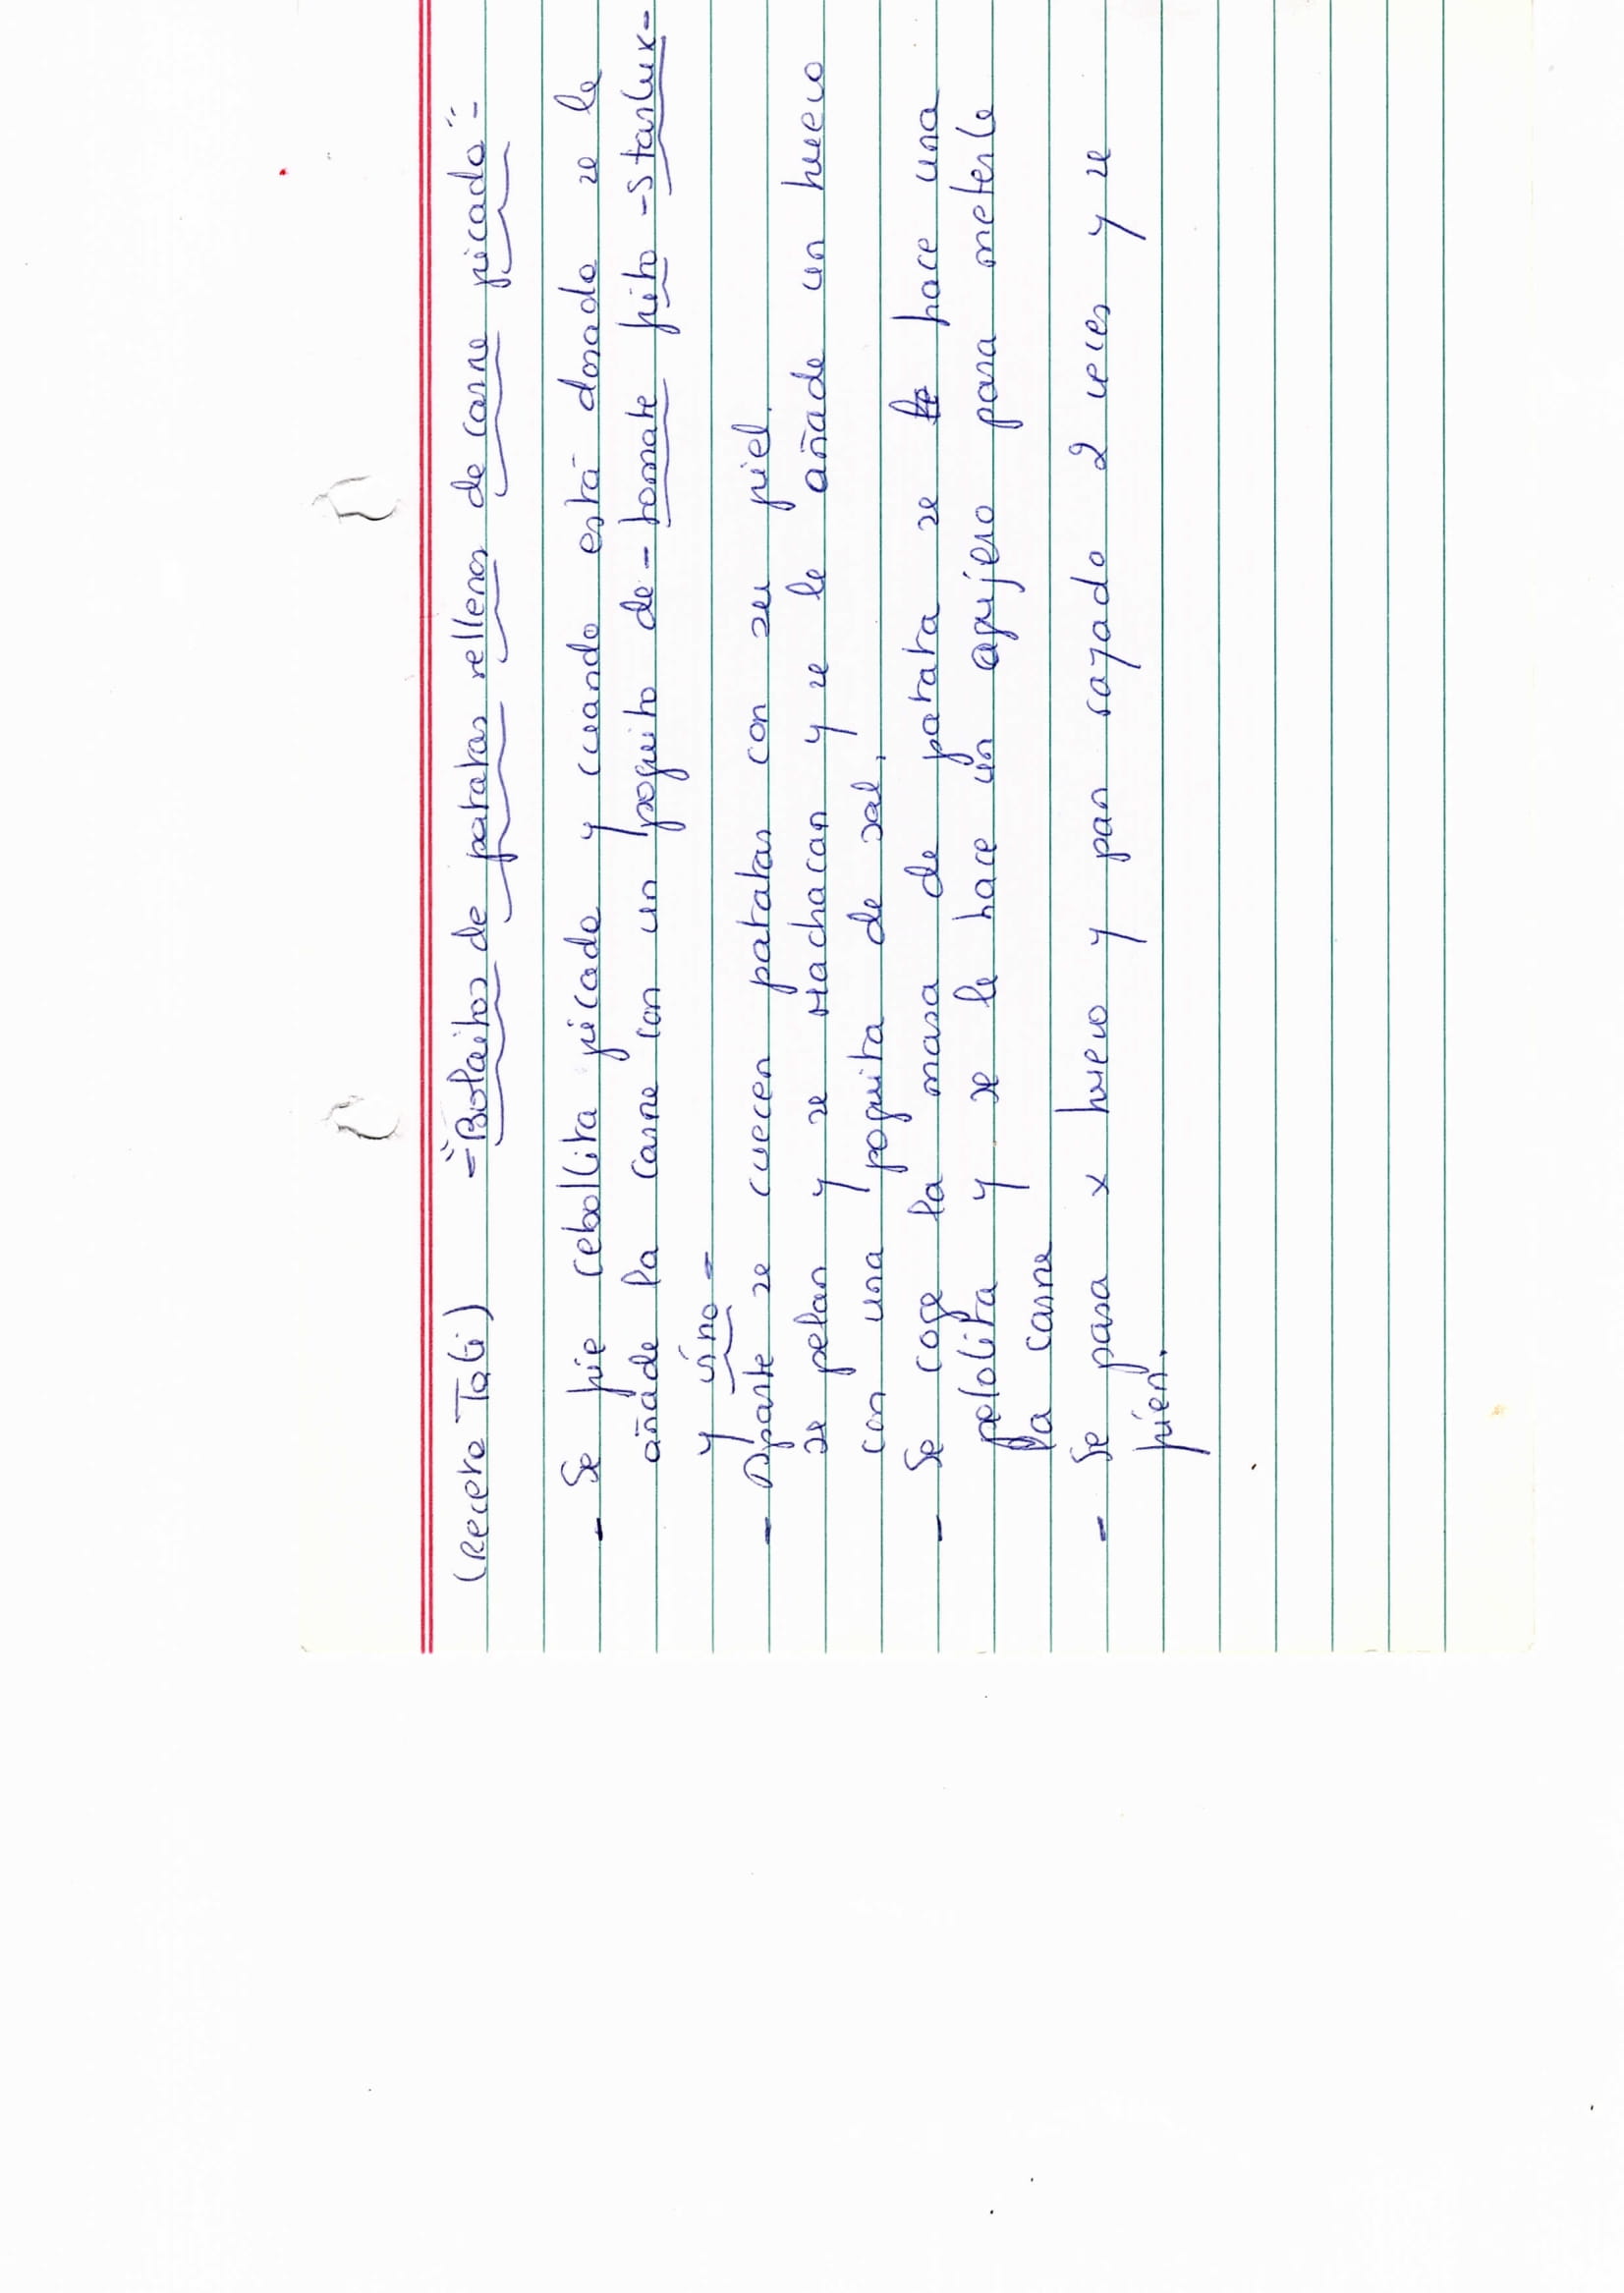 (Receta Tali) = "Bolaitos de patatas rellenos de carne picada" =
- Se frie cebollita picada y cuando está dorada se le
añade la carne con un poquito de - tomate frito - Starlux -
y vino =
- Aparte se cuecen patatas con su piel.
se pelan y se machacan y se le añade un huevo
con una poquita de sal.
- Se coge la masa de patata se hace una
pelolita y se le hace un agujero para meterle
la carne
= Se pasa x huevo y pan rayado 2 veces y se
frien.